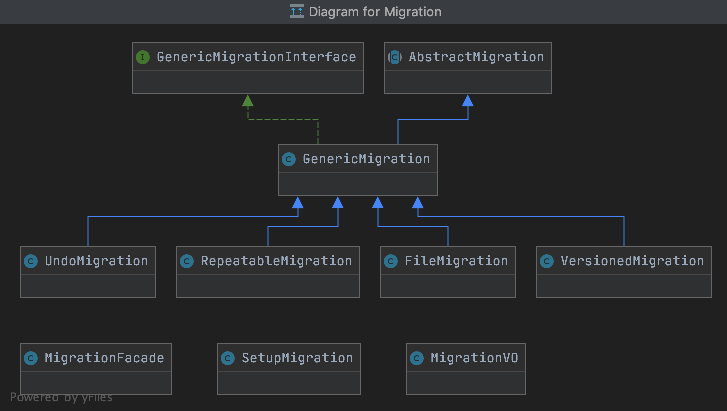 Diagram for Migration
I GenericMigrationInterface
C AbstractMigration
C GenericMigration
C UndoMigration
C RepeatableMigration
C FileMigration
C VersionedMigration
C MigrationFacade
C SetupMigration
C MigrationVO
Powered by yFiles